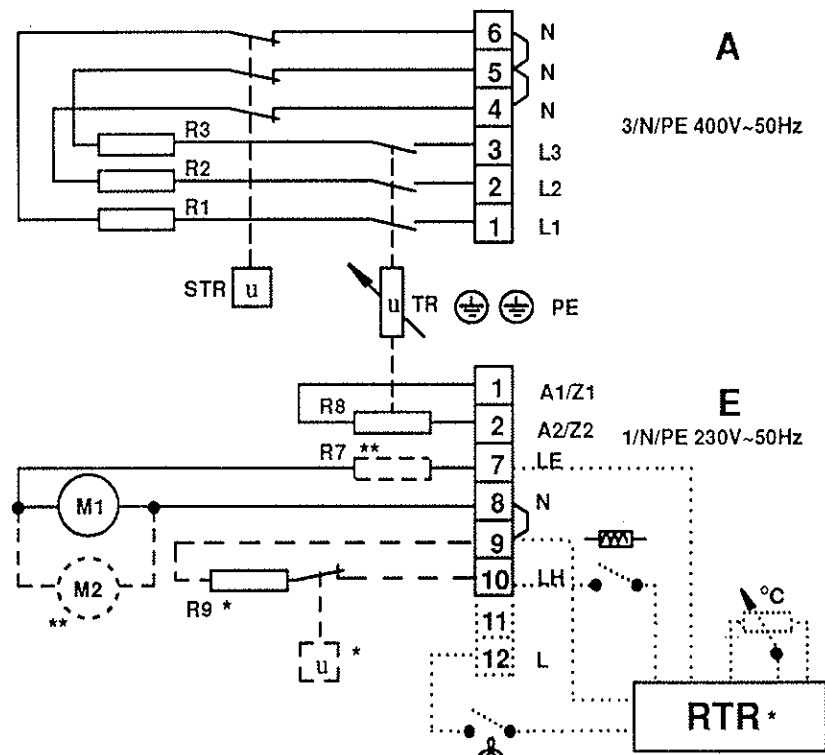 6 N
A
5 N
4 N
3/N/PE 400V~50Hz
R3 3 L3
R2 2 L2
R1 1 L1
STR u u TR PE
1 A1/Z1
E
R8 2 A2/Z2
1/N/PE 230V~50Hz
R7 ** 7 LE
M1 8 N
9
M2 ** R9 * 10 LH
°C
11
u * 12 L
RTR *